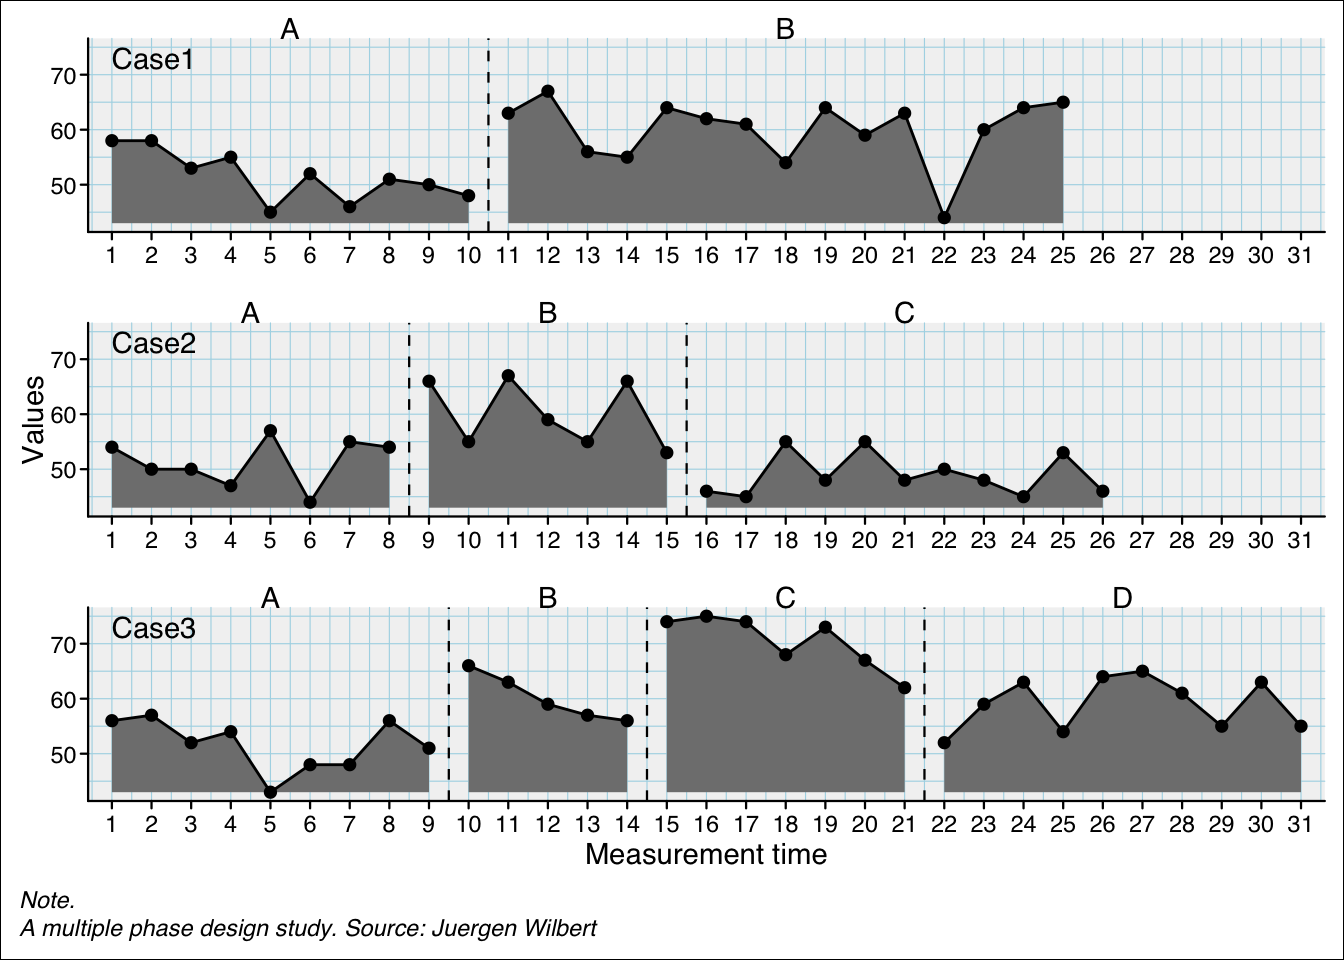 A B
Case1
70
60
50
1 2 3 4 5 6 7 8 9 10 11 12 13 14 15 16 17 18 19 20 21 22 23 24 25 26 27 28 29 30 31
A B C
Case2
70
60
50
Values
1 2 3 4 5 6 7 8 9 10 11 12 13 14 15 16 17 18 19 20 21 22 23 24 25 26 27 28 29 30 31
A B C D
Case3
70
60
50
1 2 3 4 5 6 7 8 9 10 11 12 13 14 15 16 17 18 19 20 21 22 23 24 25 26 27 28 29 30 31
Measurement time
Note.
A multiple phase design study. Source: Juergen Wilbert